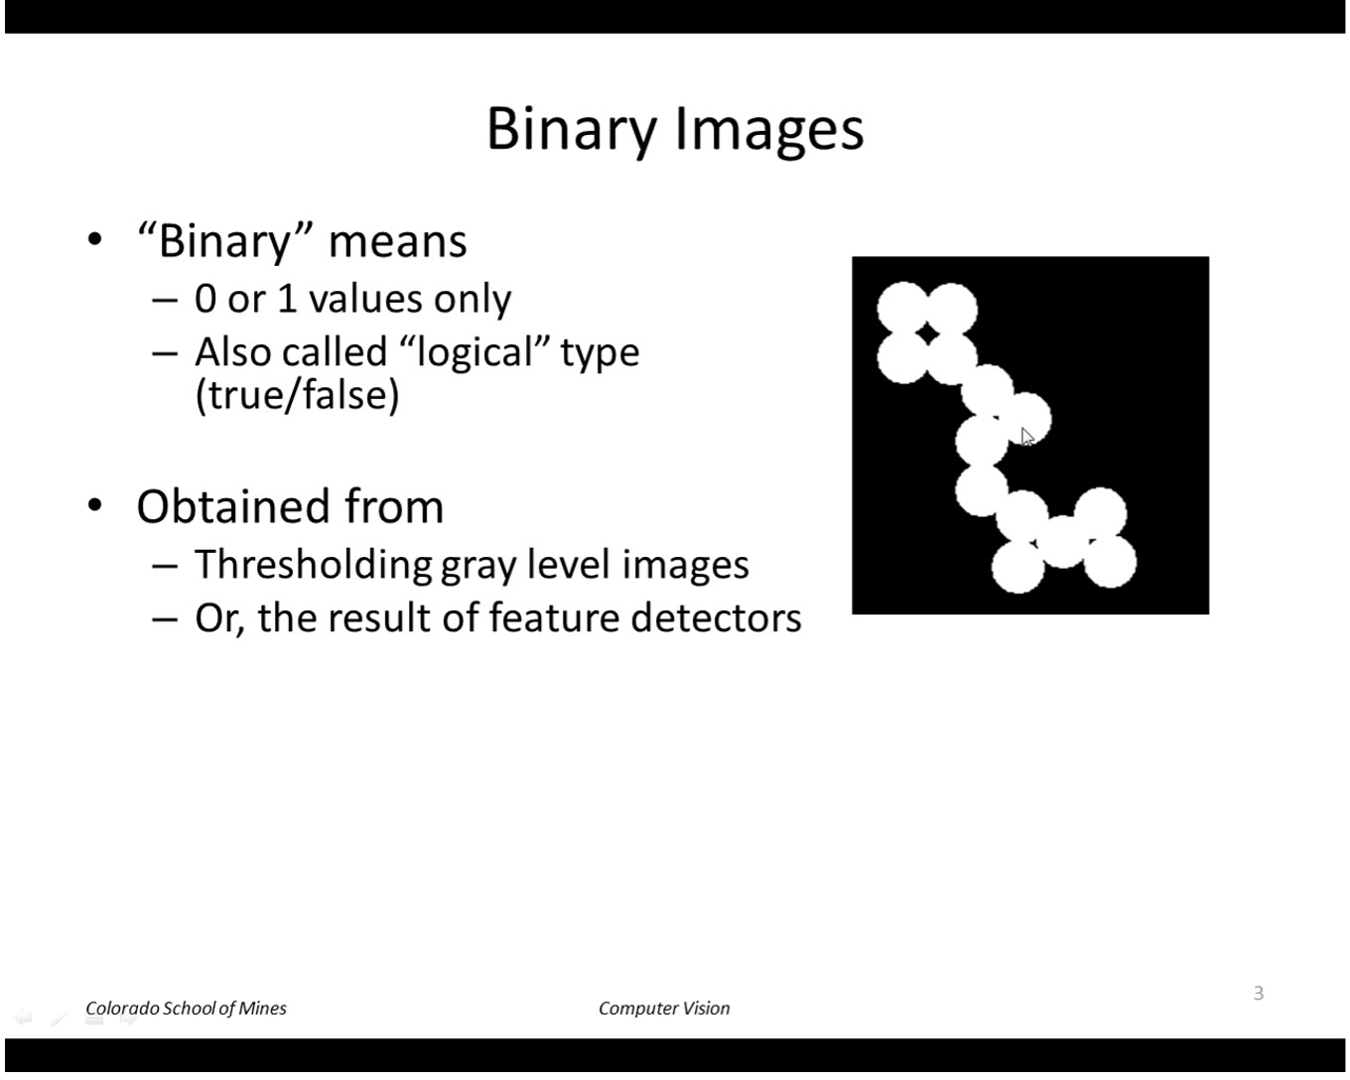 Binary Images
• “Binary” means
– 0 or 1 values only
– Also called “logical” type
(true/false)
• Obtained from
– Thresholding gray level images
– Or, the result of feature detectors
Colorado School of Mines
Computer Vision
3